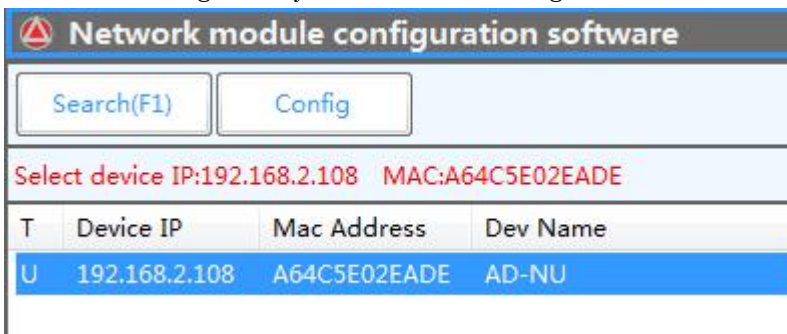 Network module configuration software
Search(F1) Config
Select device IP:192.168.2.108 MAC:A64C5E02EADE
T Device IP Mac Address Dev Name
U 192.168.2.108 A64C5E02EADE AD-NU